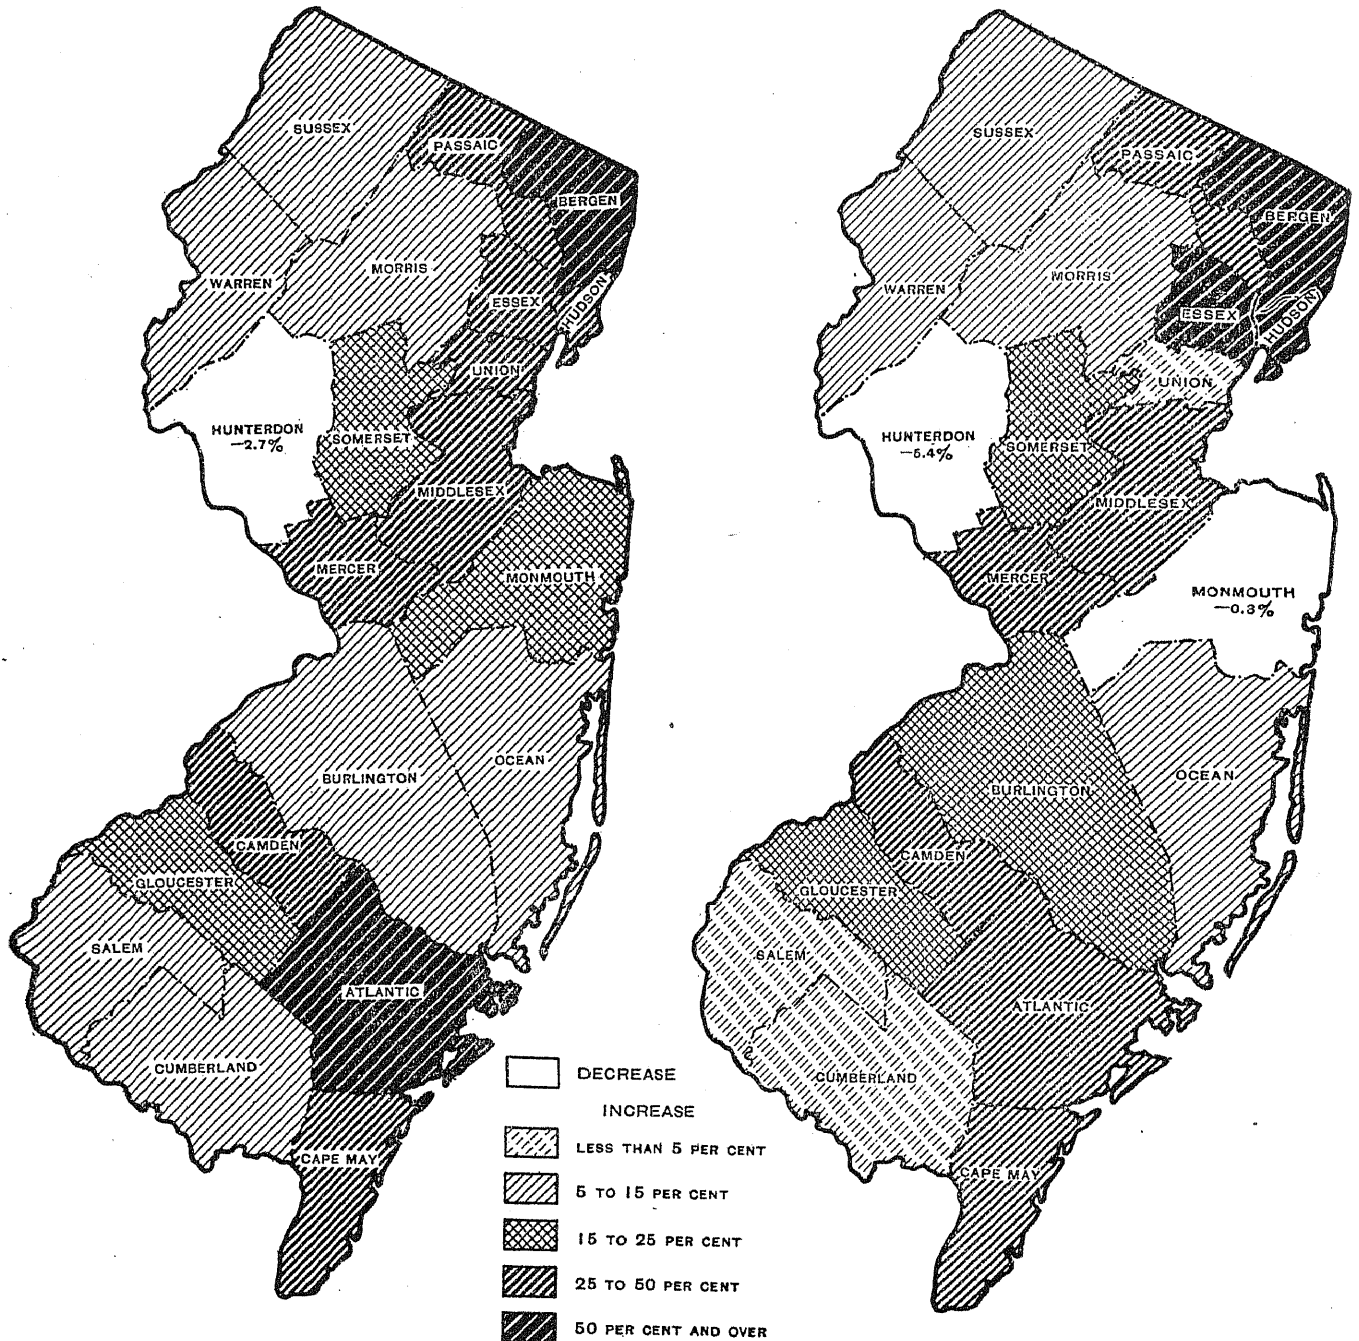 SUSSEX
PASSAIC
BERGEN
WARREN
MORRIS
ESSEX
HUDSON
UNION
HUNTERDON
—2.7%
SOMERSET
MIDDLESEX
MERCER
MONMOUTH
OCEAN
BURLINGTON
CAMDEN
GLOUCESTER
SALEM
ATLANTIC
CUMBERLAND
CAPE MAY
SUSSEX
PASSAIC
BERGEN
WARREN
MORRIS
ESSEX
HUDSON
UNION
HUNTERDON
—5.4%
SOMERSET
MIDDLESEX
MERCER
MONMOUTH
—0.3%
OCEAN
BURLINGTON
CAMDEN
GLOUCESTER
SALEM
ATLANTIC
CUMBERLAND
CAPE MAY
DECREASE
INCREASE
LESS THAN 5 PER CENT
5 TO 15 PER CENT
15 TO 25 PER CENT
25 TO 50 PER CENT
50 PER CENT AND OVER